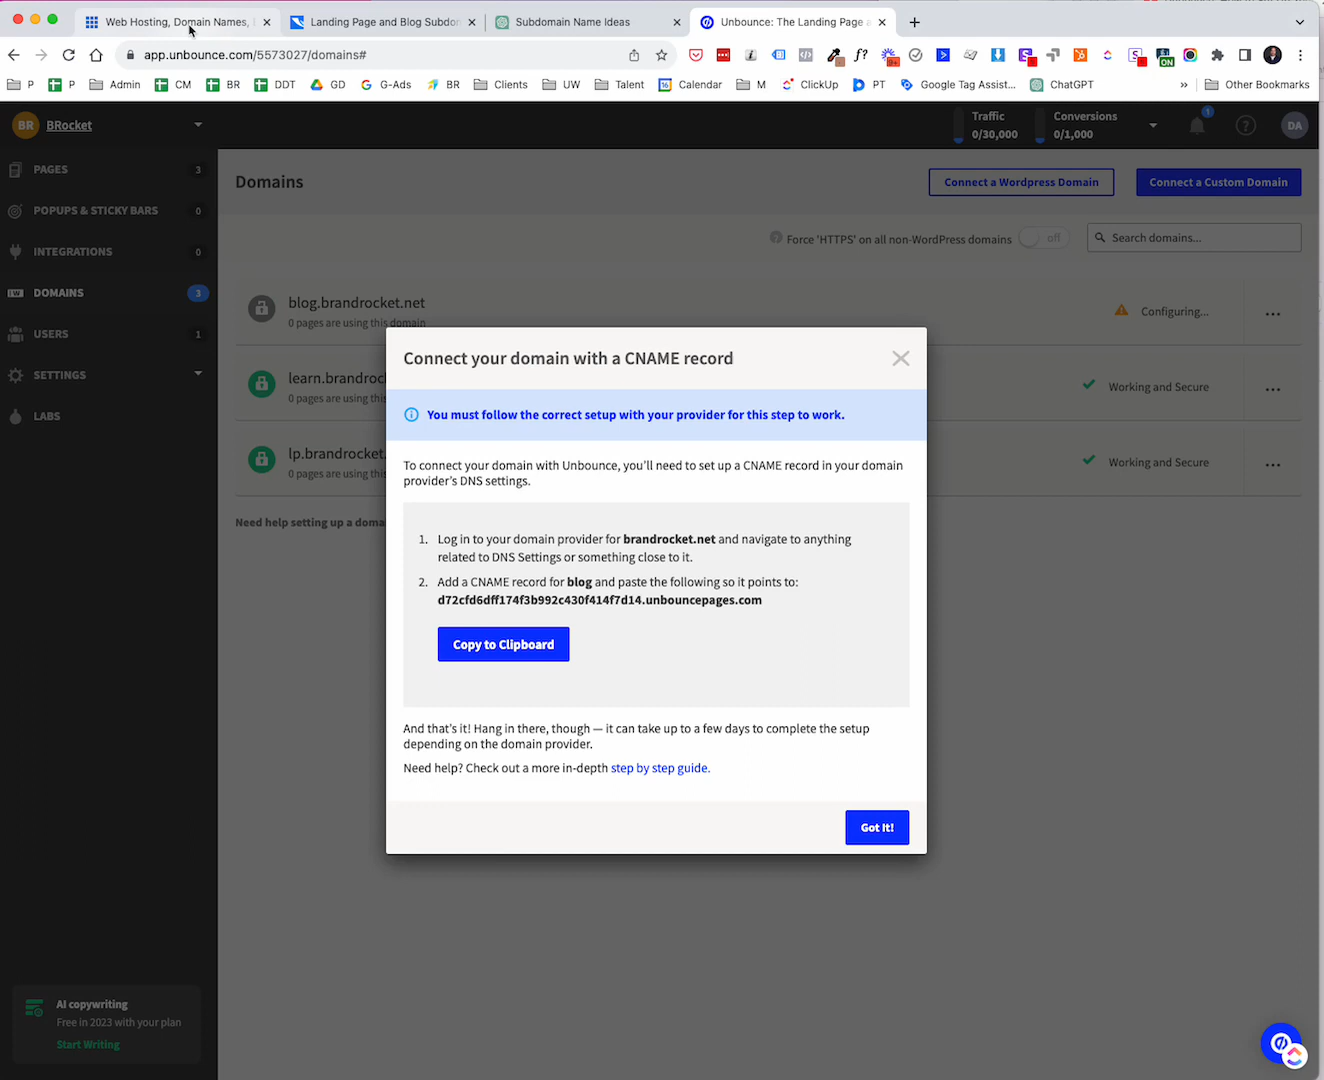 Web Hosting, Domain Names,
Landing Page and Blog Subdo
Subdomain Name Ideas
Unbounce: The Landing Page
app.unbounce.com/5573027/domains#
P
P
Admin
CM
BR
DDT
GD
G-Ads
BR
Clients
UW
Talent
Calendar
M
ClickUp
PT
Google Tag Assist...
ChatGPT
»
Other Bookmarks
BR
BRocket
Traffic
0/30,000
Conversions
0/1,000
1
DA
PAGES 3
POPUPS & STICKY BARS 0
INTEGRATIONS 0
DOMAINS 3
USERS 1
SETTINGS
LABS
Domains
Connect a Wordpress Domain
Connect a Custom Domain
Force 'HTTPS' on all non-WordPress domains
off
Search domains...
blog.brandrocket.net
0 pages are using this domain
Configuring...
learn.brandroc
0 pages are using this
Working and Secure
lp.brandrocket.
0 pages are using this
Working and Secure
Need help setting up a doma
Connect your domain with a CNAME record
You must follow the correct setup with your provider for this step to work.
To connect your domain with Unbounce, you'll need to set up a CNAME record in your domain
provider's DNS settings.
1. Log in to your domain provider for brandrocket.net and navigate to anything
related to DNS Settings or something close to it.
2. Add a CNAME record for blog and paste the following so it points to:
d72cfd6dff174f3b992c430f414f7d14.unbouncepages.com
Copy to Clipboard
And that's it! Hang in there, though — it can take up to a few days to complete the setup
depending on the domain provider.
Need help? Check out a more in-depth step by step guide.
Got It!
AI copywriting
Free in 2023 with your plan
Start Writing